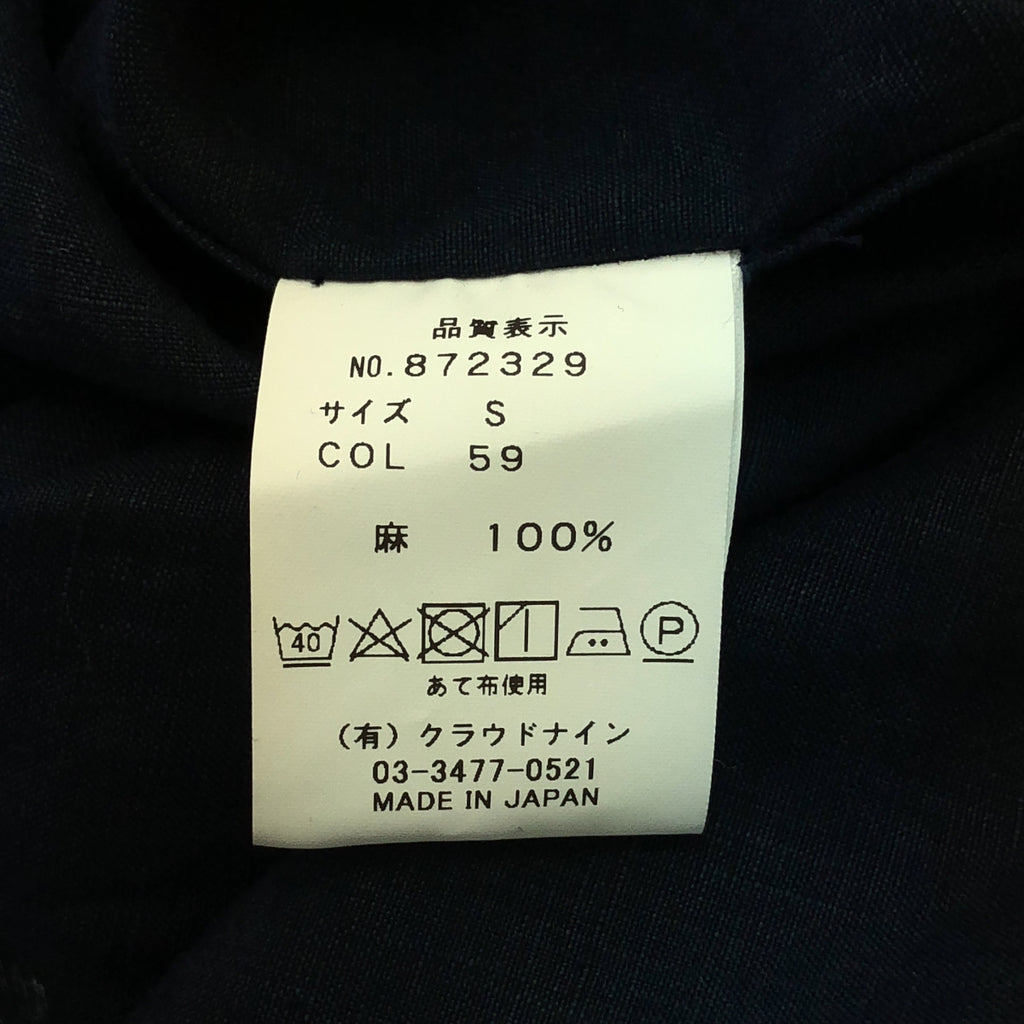 品質表示
NO.872329
サイズ S
COL 59
麻 100%
40 P
あて布使用
(有)クラウドナイン
03-3477-0521
MADE IN JAPAN